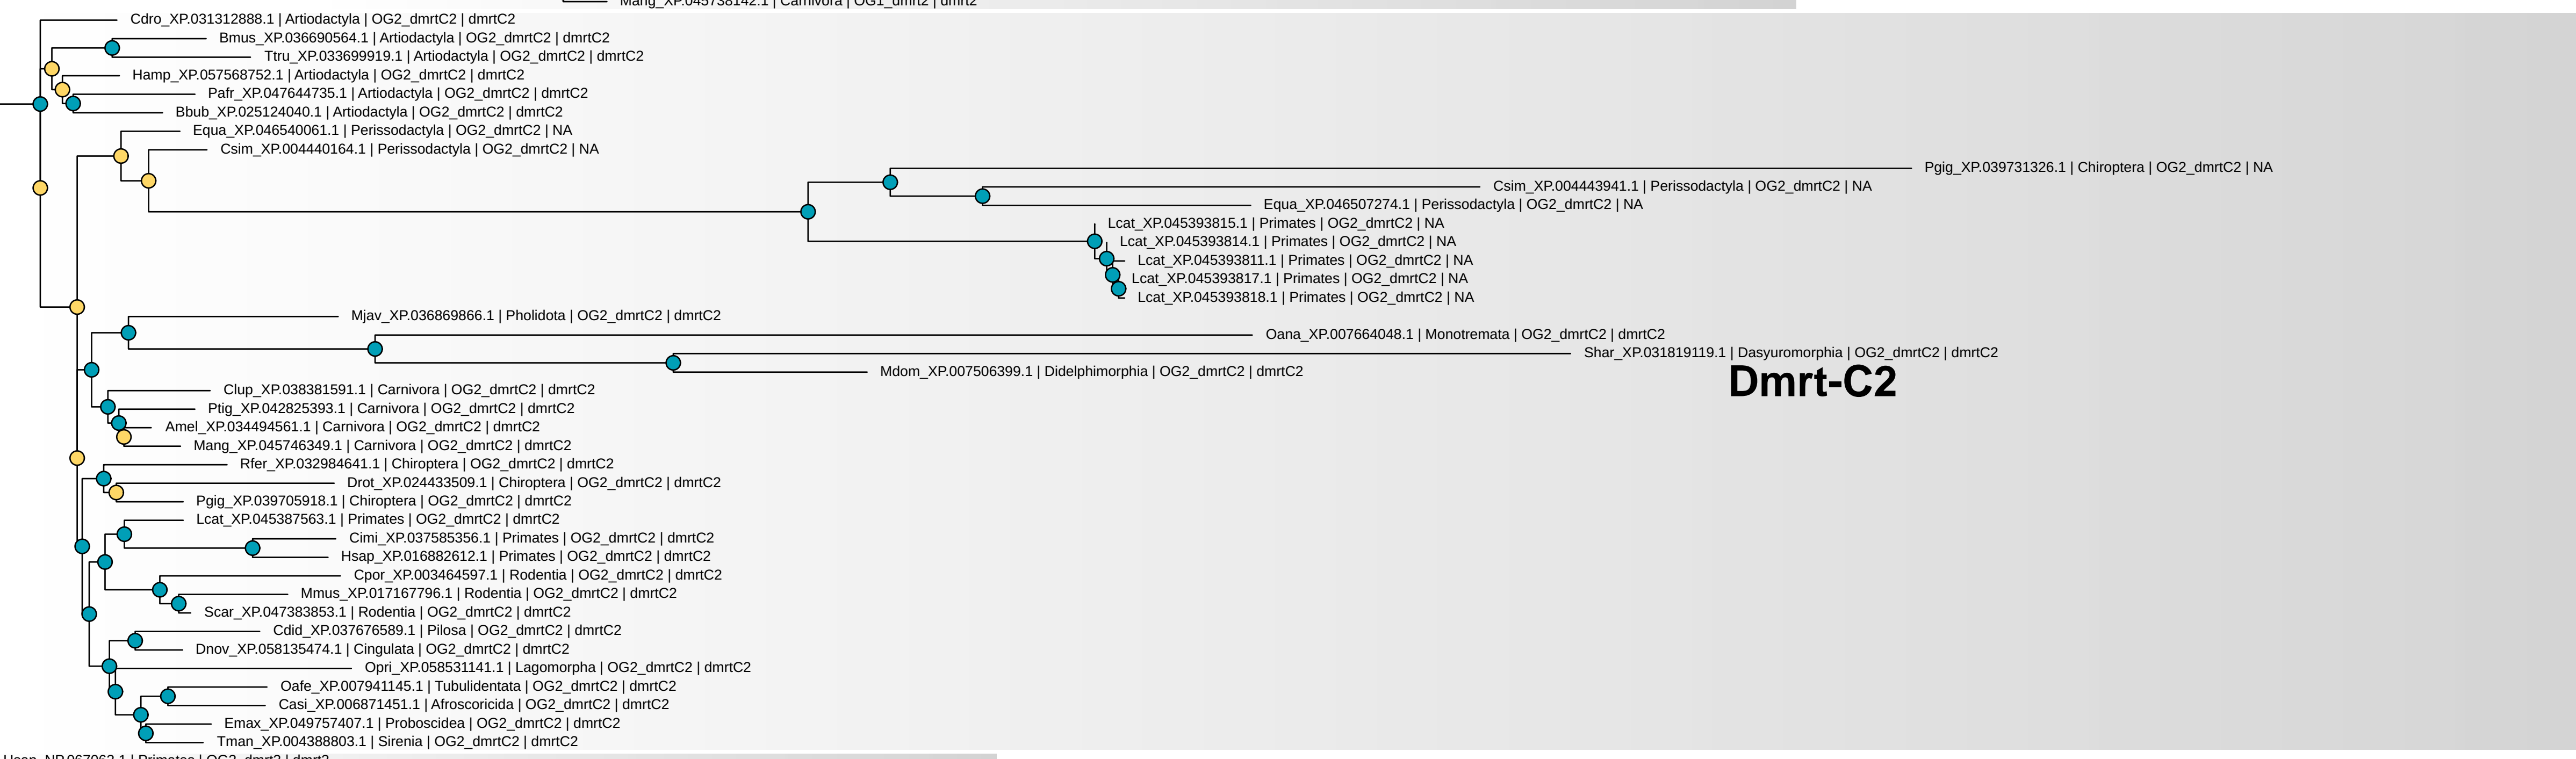 Mang_XP.045738142.1 | Carnivora | OG1_dmrt2 | dmrt2
Cdro_XP.031312888.1 | Artiodactyla | OG2_dmrtC2 | dmrtC2
Bmus_XP.036690564.1 | Artiodactyla | OG2_dmrtC2 | dmrtC2
Ttru_XP.033699919.1 | Artiodactyla | OG2_dmrtC2 | dmrtC2
Hamp_XP.057568752.1 | Artiodactyla | OG2_dmrtC2 | dmrtC2
Pafr_XP.047644735.1 | Artiodactyla | OG2_dmrtC2 | dmrtC2
Bbub_XP.025124040.1 | Artiodactyla | OG2_dmrtC2 | dmrtC2
Equa_XP.046540061.1 | Perissodactyla | OG2_dmrtC2 | NA
Csim_XP.004440164.1 | Perissodactyla | OG2_dmrtC2 | NA
Pgig_XP.039731326.1 | Chiroptera | OG2_dmrtC2 | NA
Csim_XP.004443941.1 | Perissodactyla | OG2_dmrtC2 | NA
Equa_XP.046507274.1 | Perissodactyla | OG2_dmrtC2 | NA
Lcat_XP.045393815.1 | Primates | OG2_dmrtC2 | NA
Lcat_XP.045393814.1 | Primates | OG2_dmrtC2 | NA
Lcat_XP.045393811.1 | Primates | OG2_dmrtC2 | NA
Lcat_XP.045393817.1 | Primates | OG2_dmrtC2 | NA
Lcat_XP.045393818.1 | Primates | OG2_dmrtC2 | NA
Mjav_XP.036869866.1 | Pholidota | OG2_dmrtC2 | dmrtC2
Oana_XP.007664048.1 | Monotremata | OG2_dmrtC2 | dmrtC2
Shar_XP.031819119.1 | Dasyuromorphia | OG2_dmrtC2 | dmrtC2
Mdom_XP.007506399.1 | Didelphimorphia | OG2_dmrtC2 | dmrtC2
Dmrt-C2
Clup_XP.038381591.1 | Carnivora | OG2_dmrtC2 | dmrtC2
Ptig_XP.042825393.1 | Carnivora | OG2_dmrtC2 | dmrtC2
Amel_XP.034494561.1 | Carnivora | OG2_dmrtC2 | dmrtC2
Mang_XP.045746349.1 | Carnivora | OG2_dmrtC2 | dmrtC2
Rfer_XP.032984641.1 | Chiroptera | OG2_dmrtC2 | dmrtC2
Drot_XP.024433509.1 | Chiroptera | OG2_dmrtC2 | dmrtC2
Pgig_XP.039705918.1 | Chiroptera | OG2_dmrtC2 | dmrtC2
Lcat_XP.045387563.1 | Primates | OG2_dmrtC2 | dmrtC2
Cimi_XP.037585356.1 | Primates | OG2_dmrtC2 | dmrtC2
Hsap_XP.016882612.1 | Primates | OG2_dmrtC2 | dmrtC2
Cpor_XP.003464597.1 | Rodentia | OG2_dmrtC2 | dmrtC2
Mmus_XP.017167796.1 | Rodentia | OG2_dmrtC2 | dmrtC2
Scar_XP.047383853.1 | Rodentia | OG2_dmrtC2 | dmrtC2
Cdid_XP.037676589.1 | Pilosa | OG2_dmrtC2 | dmrtC2
Dnov_XP.058135474.1 | Cingulata | OG2_dmrtC2 | dmrtC2
Opri_XP.058531141.1 | Lagomorpha | OG2_dmrtC2 | dmrtC2
Oafe_XP.007941145.1 | Tubulidentata | OG2_dmrtC2 | dmrtC2
Casi_XP.006871451.1 | Afroscoricida | OG2_dmrtC2 | dmrtC2
Emax_XP.049757407.1 | Proboscidea | OG2_dmrtC2 | dmrtC2
Tman_XP.004388803.1 | Sirenia | OG2_dmrtC2 | dmrtC2